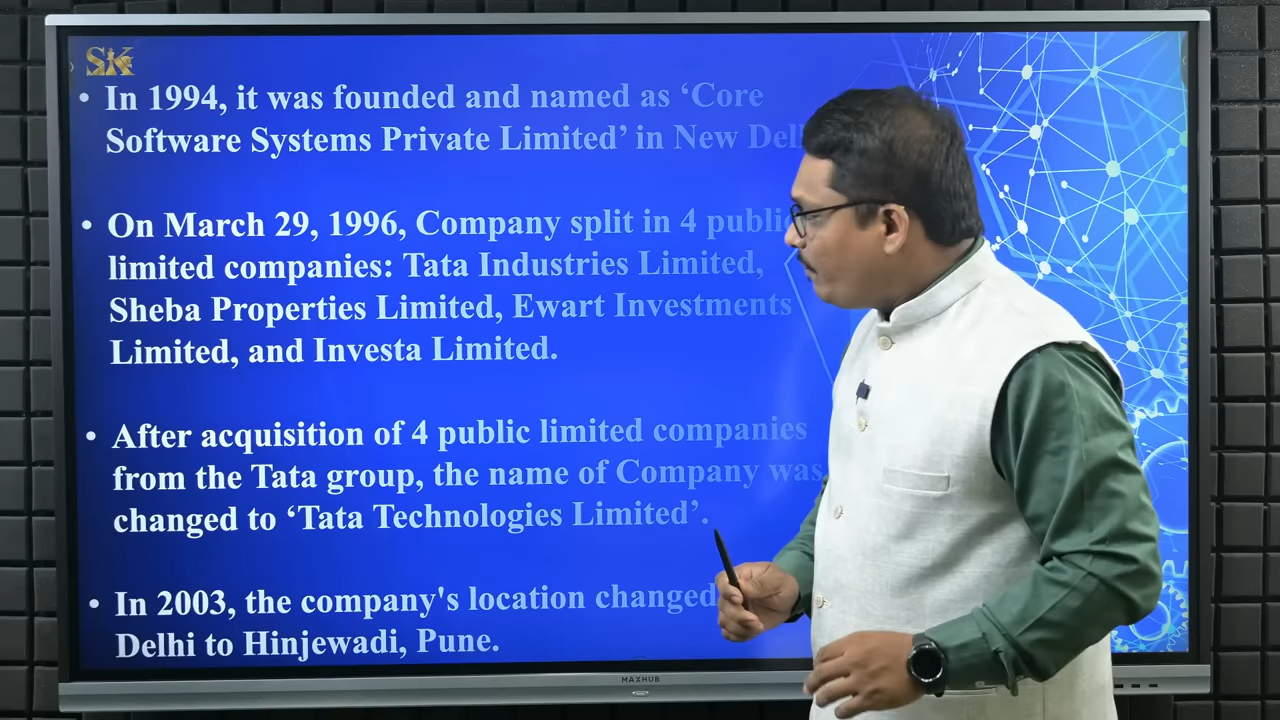 SK
• In 1994, it was founded and named as ‘Core
Software Systems Private Limited’ in New
• On March 29, 1996, Company split in 4 public
limited companies: Tata Industries Limited,
Sheba Properties Limited, Ewart Investments
Limited, and Investa Limited.
• After acquisition of 4 public limited companies
from the Tata group, the name of Company was
changed to ‘Tata Technologies Limited’.
• In 2003, the company's location changed
Delhi to Hinjewadi, Pune.
MAXHUB